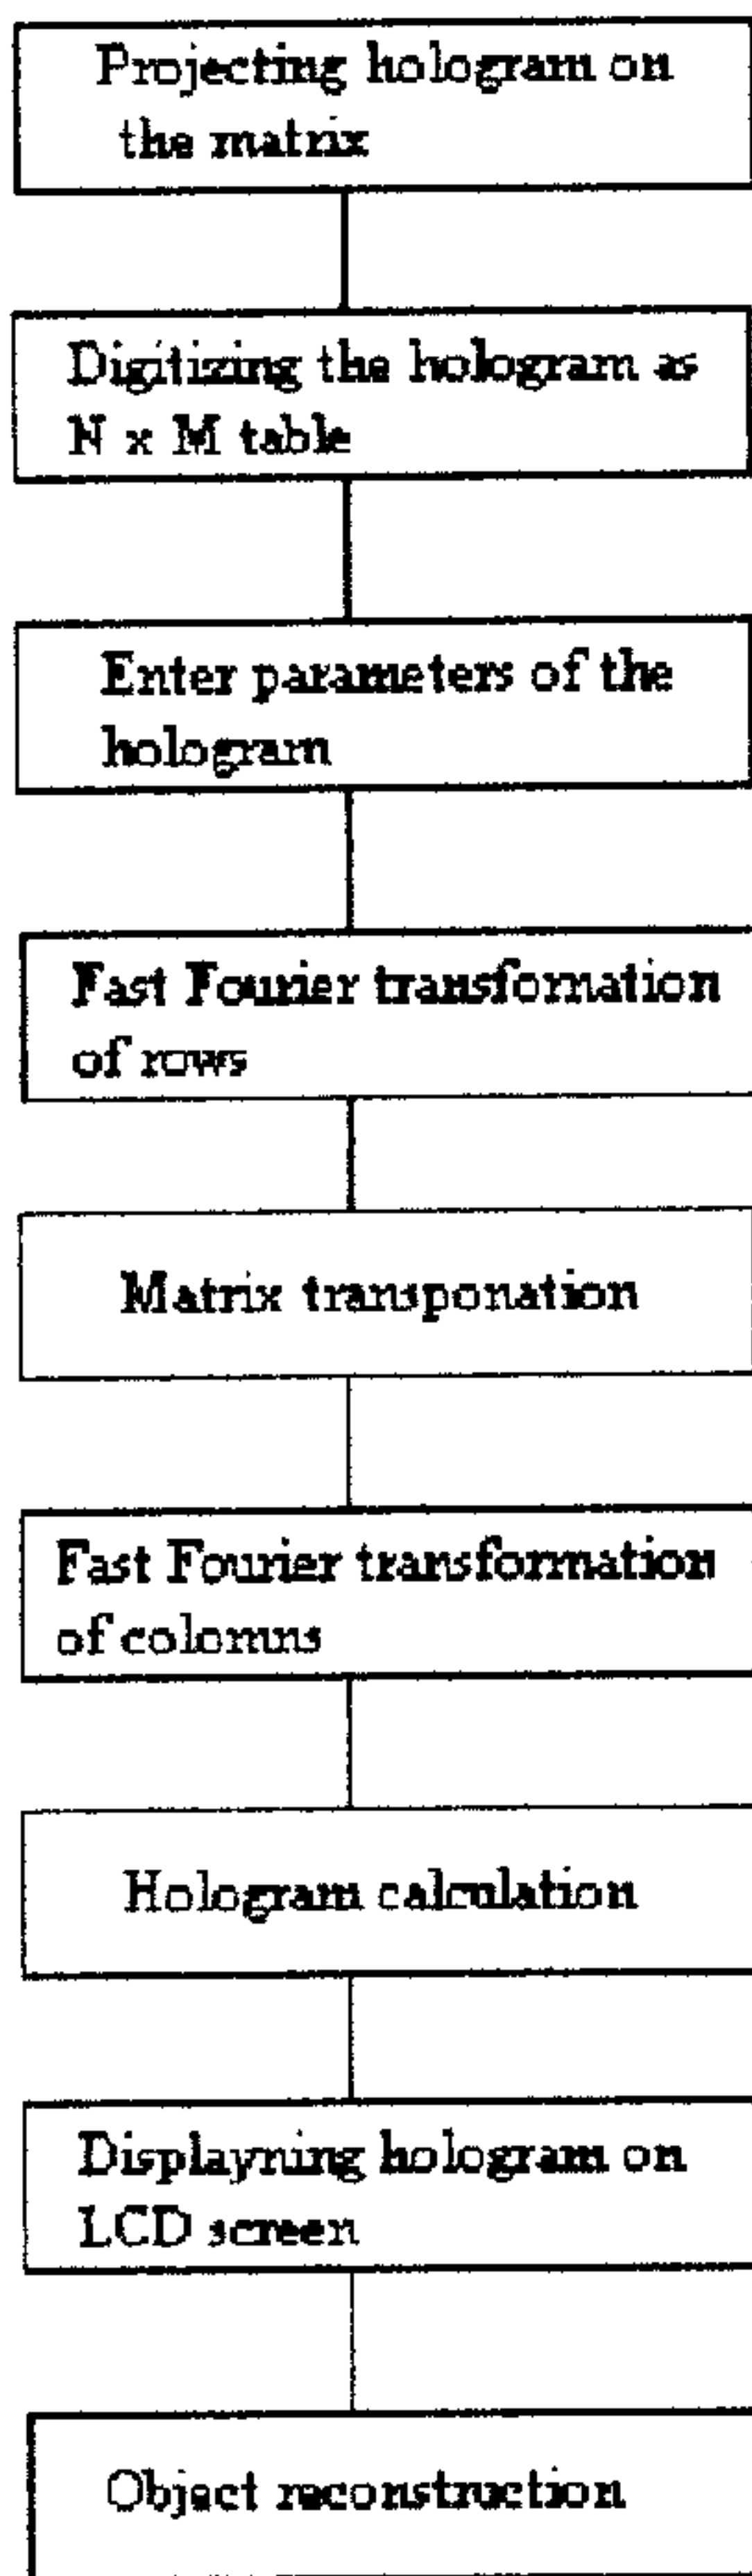 Projecting hologram on
the matrix
Digitizing the hologram as
N x M table
Enter parameters of the
hologram
Fast Fourier transformation
of rows
Matrix transponation
Fast Fourier transformation
of colomns
Hologram calculation
Displayning hologram on
LCD screen
Object reconstruction